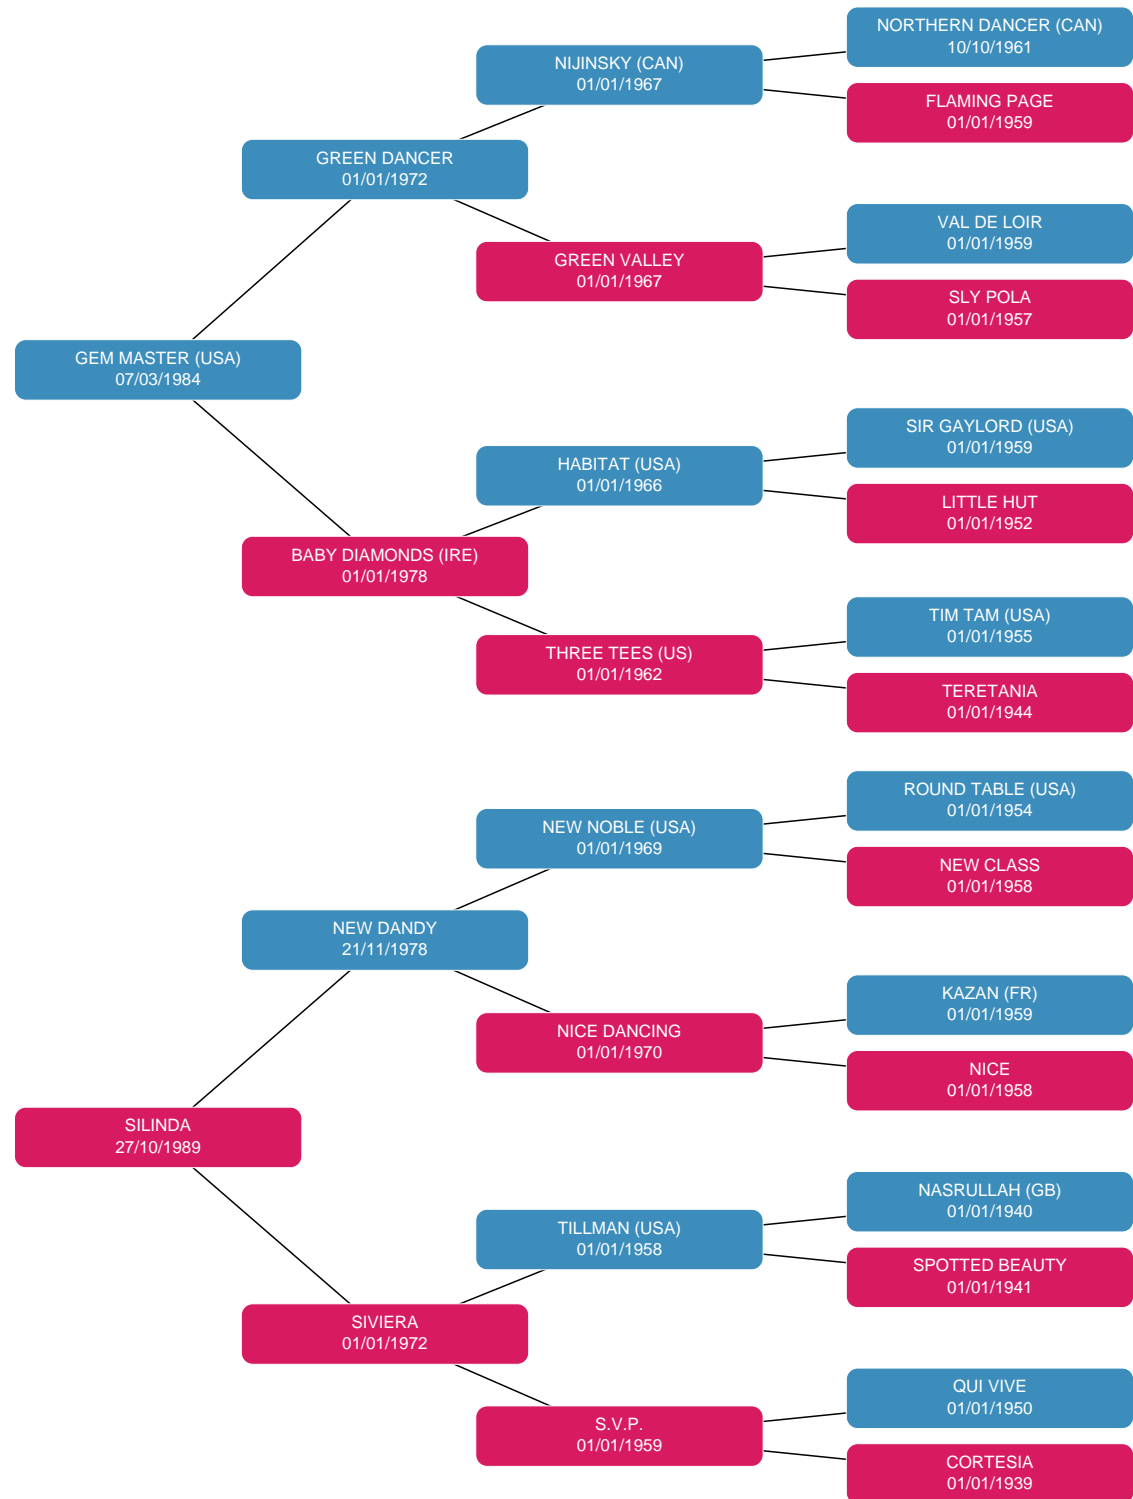 NORTHERN DANCER (CAN)
10/10/1961
NIJINSKY (CAN)
01/01/1967
FLAMING PAGE
01/01/1959
GREEN DANCER
01/01/1972
VAL DE LOIR
01/01/1959
GREEN VALLEY
01/01/1967
SLY POLA
01/01/1957
GEM MASTER (USA)
07/03/1984
SIR GAYLORD (USA)
01/01/1959
HABITAT (USA)
01/01/1966
LITTLE HUT
01/01/1952
BABY DIAMONDS (IRE)
01/01/1978
TIM TAM (USA)
01/01/1955
THREE TEES (US)
01/01/1962
TERETANIA
01/01/1944
ROUND TABLE (USA)
01/01/1954
NEW NOBLE (USA)
01/01/1969
NEW CLASS
01/01/1958
NEW DANDY
21/11/1978
KAZAN (FR)
01/01/1959
NICE DANCING
01/01/1970
NICE
01/01/1958
SILINDA
27/10/1989
NASRULLAH (GB)
01/01/1940
TILLMAN (USA)
01/01/1958
SPOTTED BEAUTY
01/01/1941
SIVIERA
01/01/1972
QUI VIVE
01/01/1950
S.V.P.
01/01/1959
CORTESIA
01/01/1939